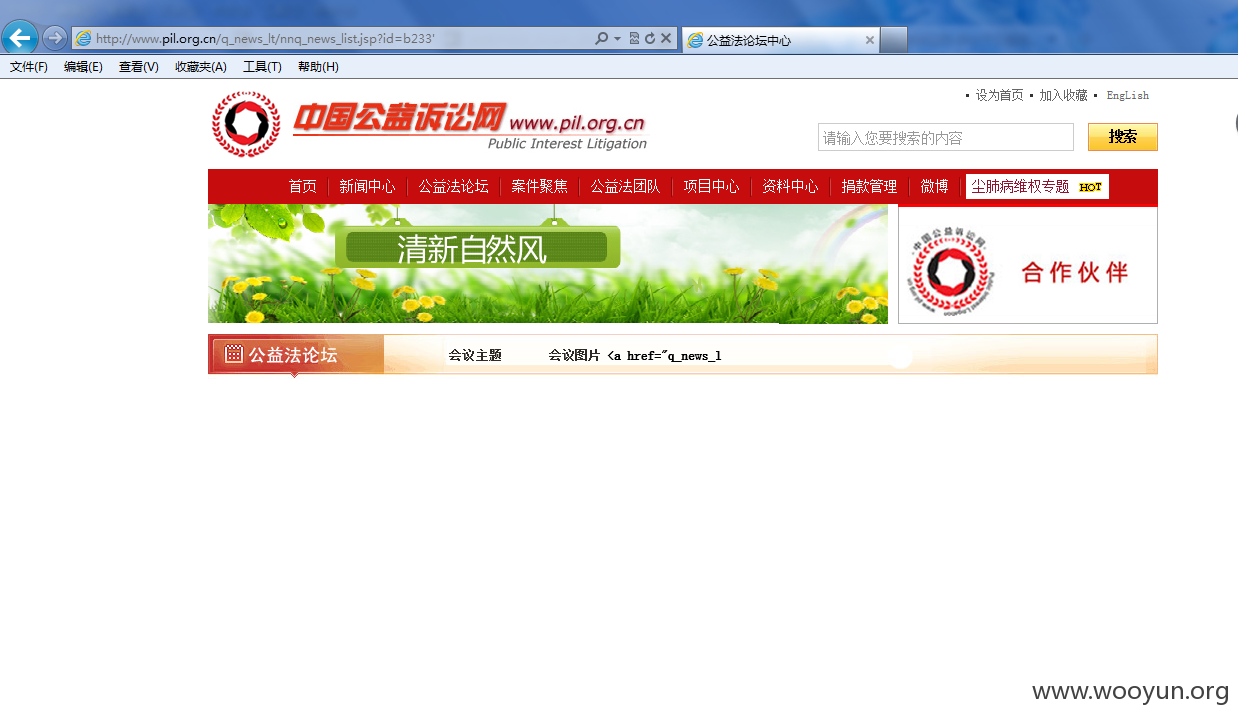 http://www.pil.org.cn/q_news_lt/nnq_news_list.jsp?id=b233'
公益法论坛中心
文件(F) 编辑(E) 查看(V) 收藏夹(A) 工具(T) 帮助(H)
设为首页 加入收藏 EngLish
中国公益诉讼网 www.pil.org.cn
Public Interest Litigation
请输入您要搜索的内容 搜索
首页 新闻中心 公益法论坛 案件聚焦 公益法团队 项目中心 资料中心 捐款管理 微博 尘肺病维权专题 HOT
清新自然风
中国公益诉讼网
合作伙伴
公益法论坛 会议主题 会议图片 <a href="q_news_l
www.wooyun.org